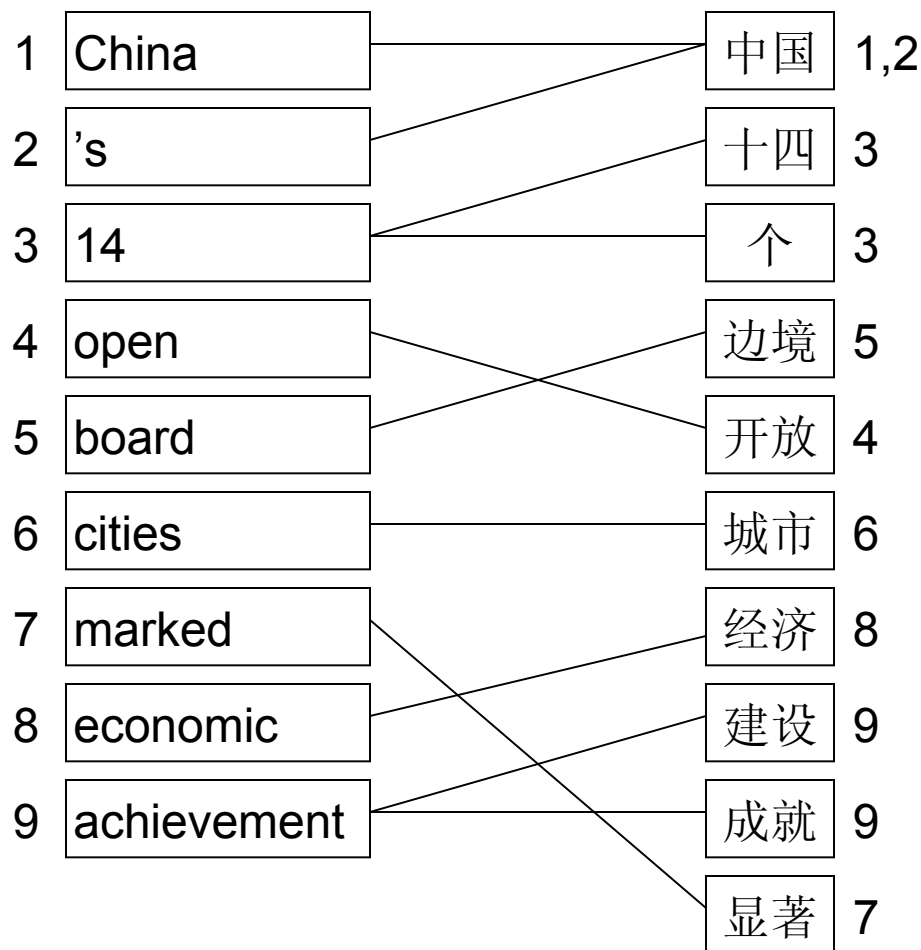 1 China 中国 1,2
2 ’s 十四 3
3 14 个 3
4 open 边境 5
5 board 开放 4
6 cities 城市 6
7 marked 经济 8
8 economic 建设 9
9 achievement 成就 9
显著 7